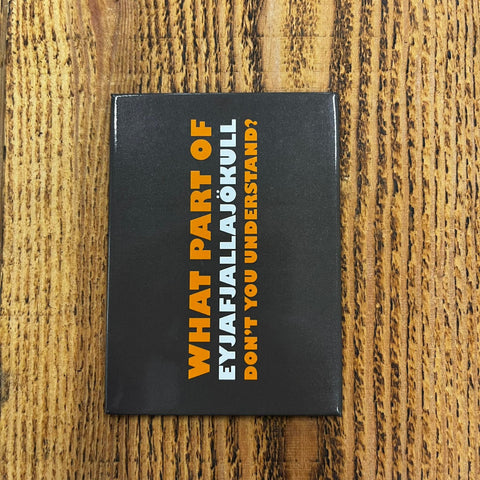 WHAT PART OF
EYJAFJALLAJÖKULL
DON'T YOU UNDERSTAND?